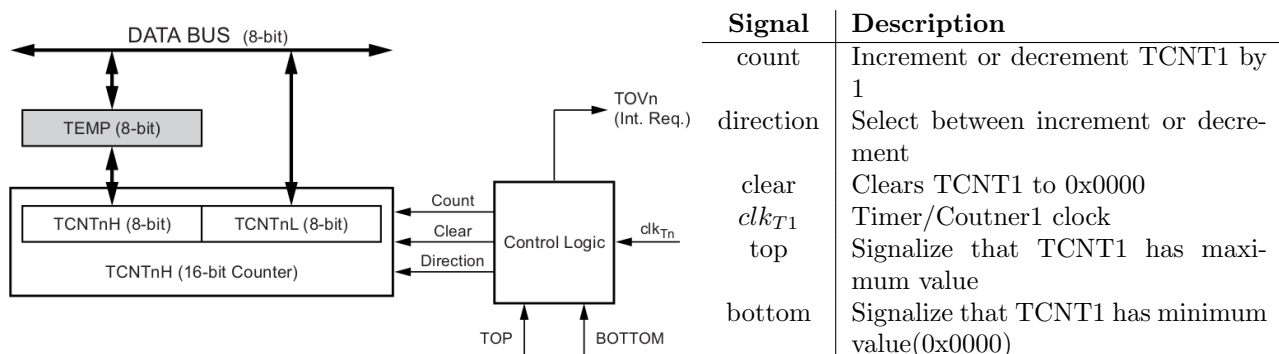 DATA BUS (8-bit)
TEMP (8-bit)
TCNTnH (8-bit)
TCNTnL (8-bit)
TCNTnH (16-bit Counter)
Count
Clear
Direction
Control Logic
TOVn
(Int. Req.)
clkTn
TOP
BOTTOM
Signal Description
count Increment or decrement TCNT1 by
1
direction Select between increment or decre-
ment
clear Clears TCNT1 to 0x0000
clkT1 Timer/Coutner1 clock
top Signalize that TCNT1 has maxi-
mum value
bottom Signalize that TCNT1 has minimum
value(0x0000)